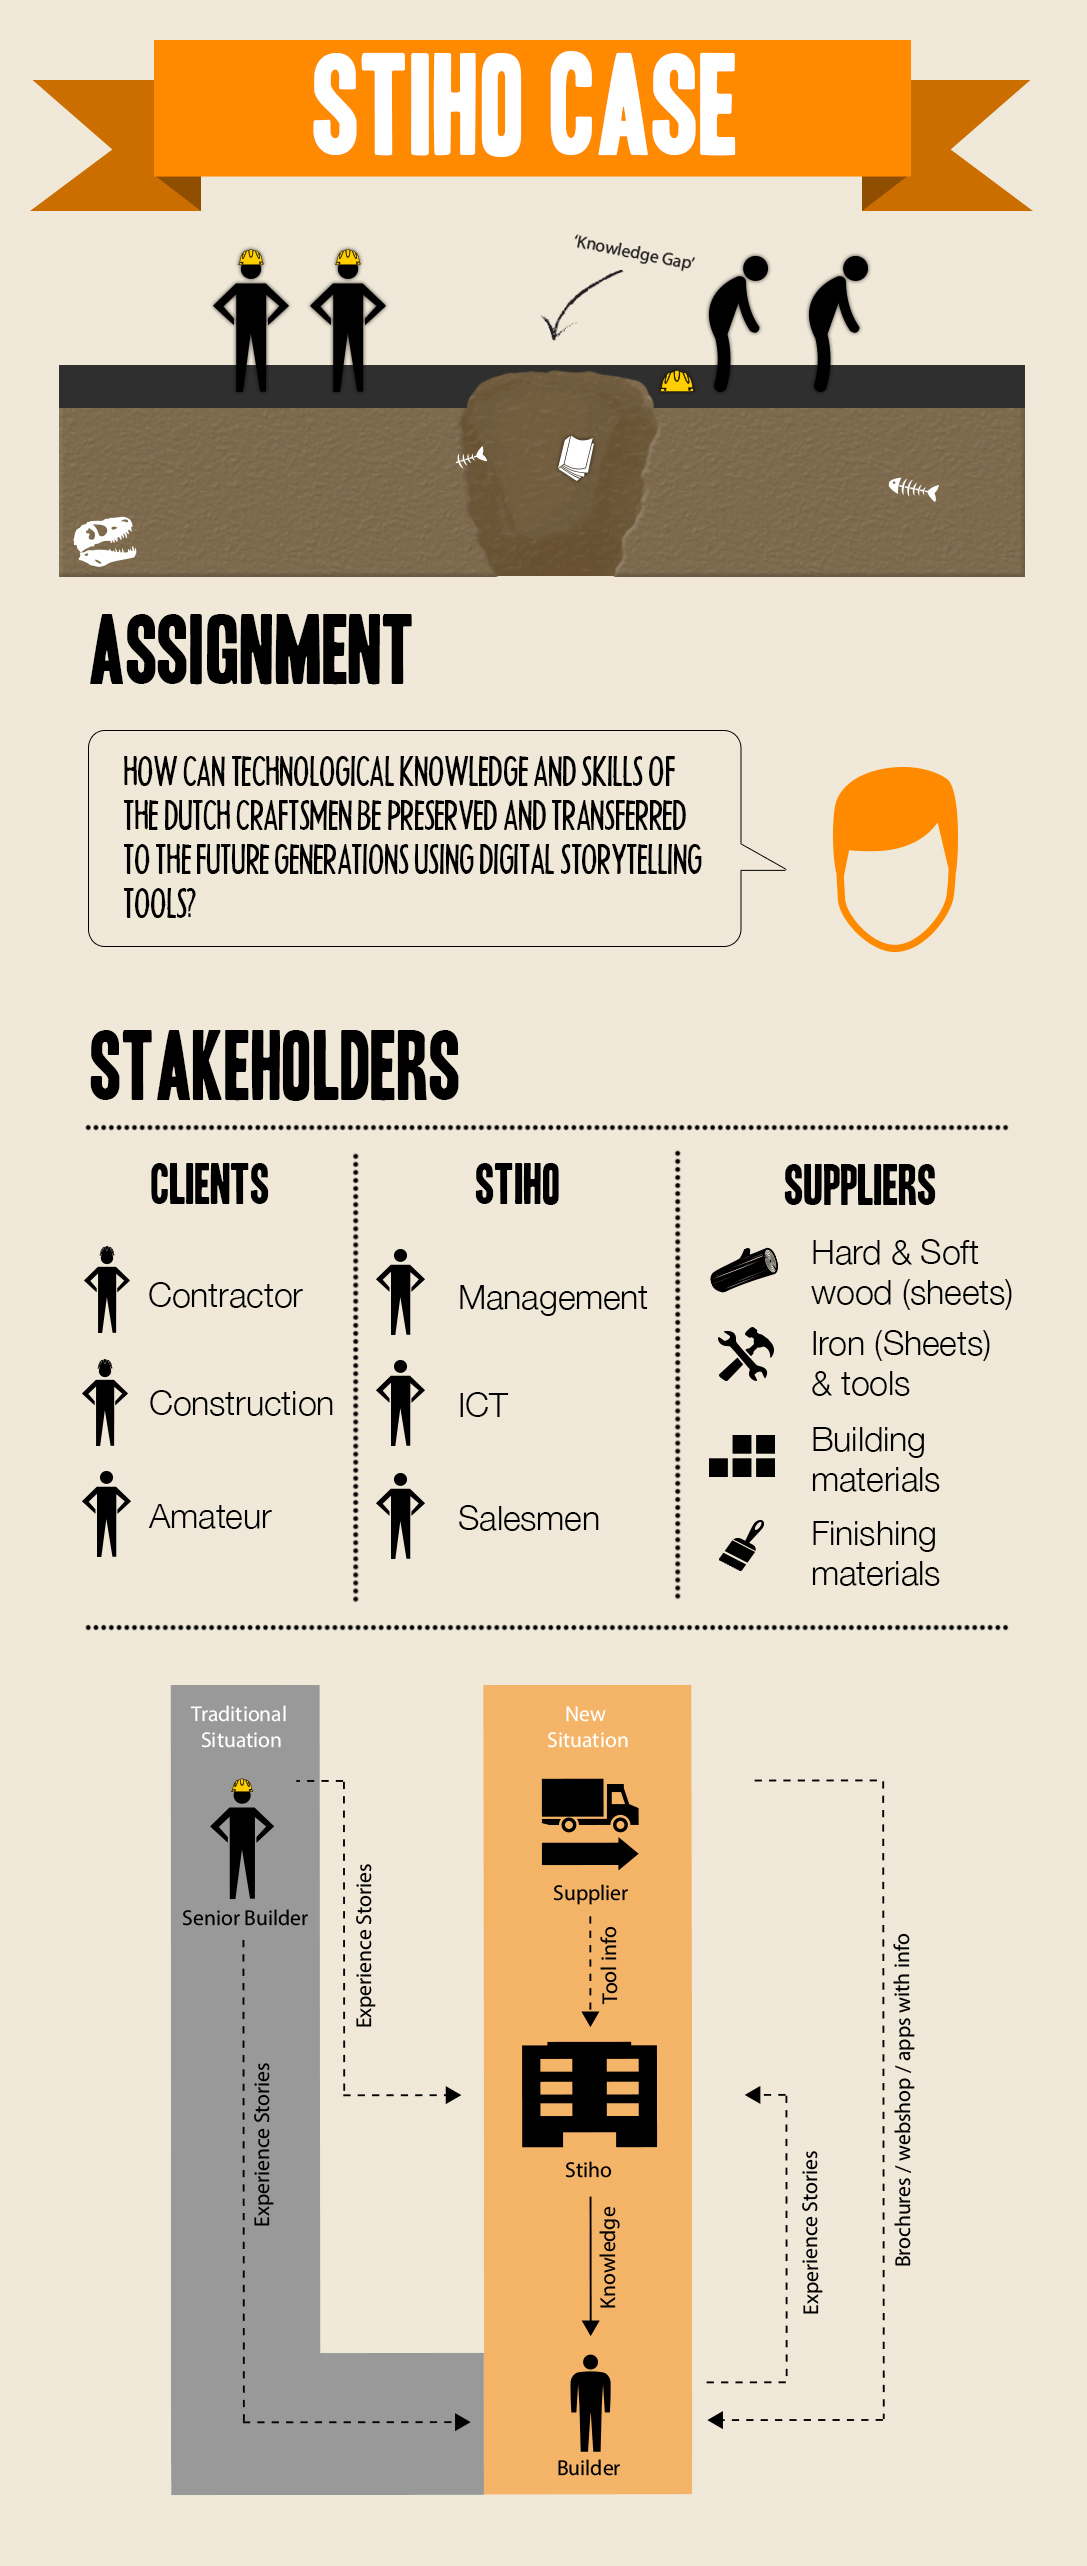 STIHO CASE
'Knowledge Gap'
ASSIGNMENT
HOW CAN TECHNOLOGICAL KNOWLEDGE AND SKILLS OF
THE DUTCH CRAFTSMEN BE PRESERVED AND TRANSFERRED
TO THE FUTURE GENERATIONS USING DIGITAL STORYTELLING
TOOLS?
STAKEHOLDERS
CLIENTS
Contractor
Construction
Amateur
STIHO
Management
ICT
Salesmen
SUPPLIERS
Hard & Soft
wood (sheets)
Iron (Sheets)
& tools
Building
materials
Finishing
materials
Traditional
Situation
Senior Builder
Experience Stories
Experience Stories
New
Situation
Supplier
Tool info
Stiho
Knowledge
Builder
Experience Stories
Brochures / webshop / apps with info